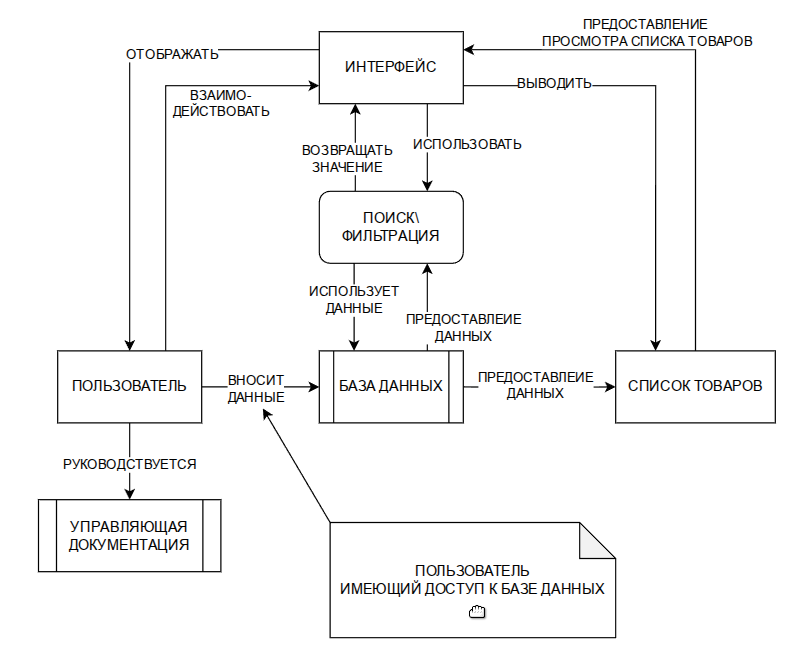 ПРЕДОСТАВЛЕНИЕ
ПРОСМОТРА СПИСКА ТОВАРОВ
ОТОБРАЖАТЬ
ИНТЕРФЕЙС
ВЫВОДИТЬ
ВЗАИМО-
ДЕЙСТВОВАТЬ
ВОЗВРАЩАТЬ
ЗНАЧЕНИЕ
ИСПОЛЬЗОВАТЬ
ПОИСК\
ФИЛЬТРАЦИЯ
ИСПОЛЬЗУЕТ
ДАННЫЕ
ПРЕДОСТАВЛЕИЕ
ДАННЫХ
ПОЛЬЗОВАТЕЛЬ
ВНОСИТ
ДАННЫЕ
БАЗА ДАННЫХ
ПРЕДОСТАВЛЕИЕ
ДАННЫХ
СПИСОК ТОВАРОВ
РУКОВОДСТВУЕТСЯ
УПРАВЛЯЮЩАЯ
ДОКУМЕНТАЦИЯ
ПОЛЬЗОВАТЕЛЬ
ИМЕЮЩИЙ ДОСТУП К БАЗЕ ДАННЫХ